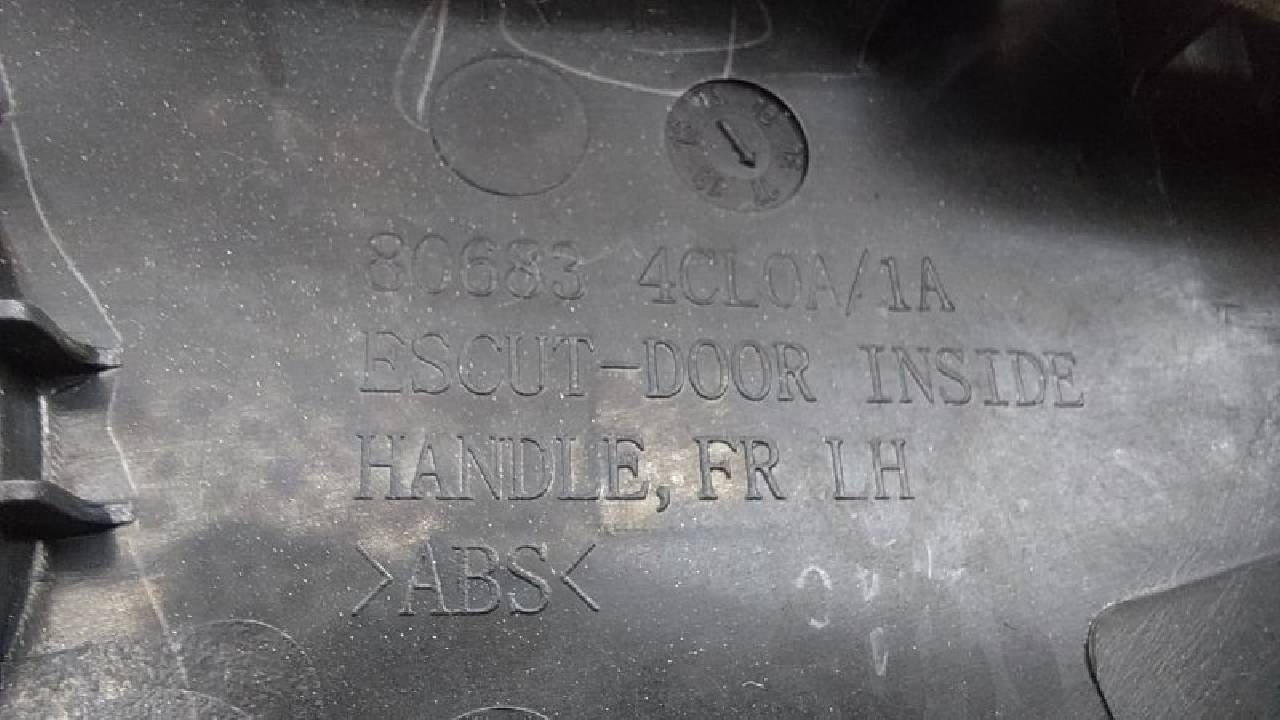 80683 4CL0A/1A
ESCUT-DOOR INSIDE
HANDLE, FR LH
>ABS<